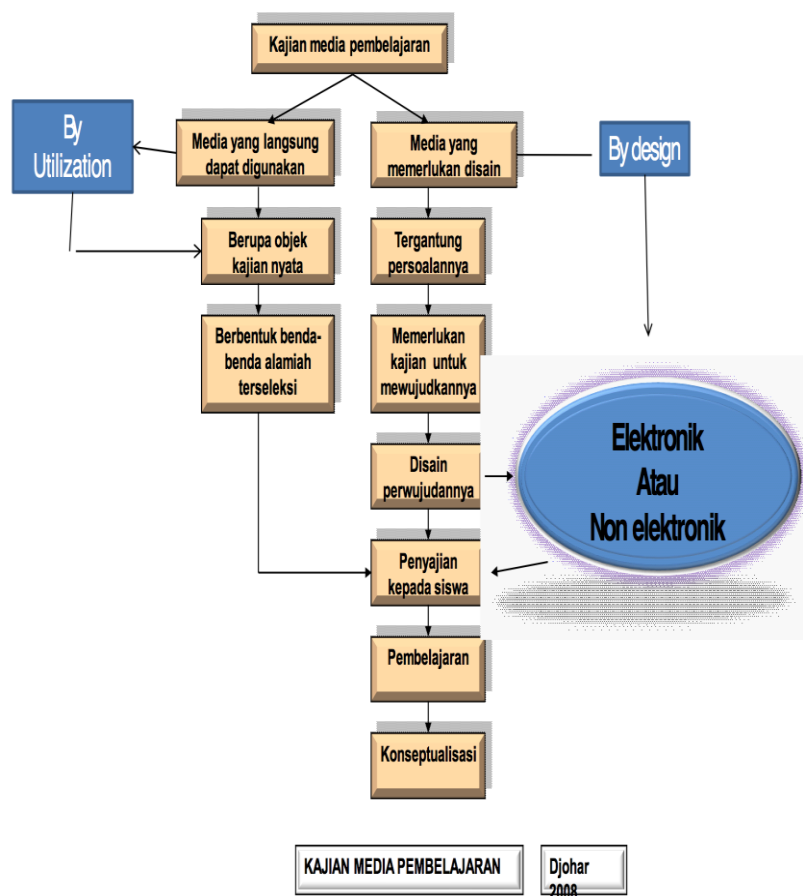 Kajian media pembelajaran
By
Utilization
Media yang langsung
dapat digunakan
Media yang
memerlukan disain
By design
Berupa objek
kajian nyata
Tergantung
persoalannya
Berbentuk benda-
benda alamiah
terseleksi
Memerlukan
kajian untuk
mewujudkannya
Elektronik
Atau
Non elektronik
Disain
perwujudannya
Penyajian
kepada siswa
Pembelajaran
Konseptualisasi
KAJIAN MEDIA PEMBELAJARAN
Djohar
2008